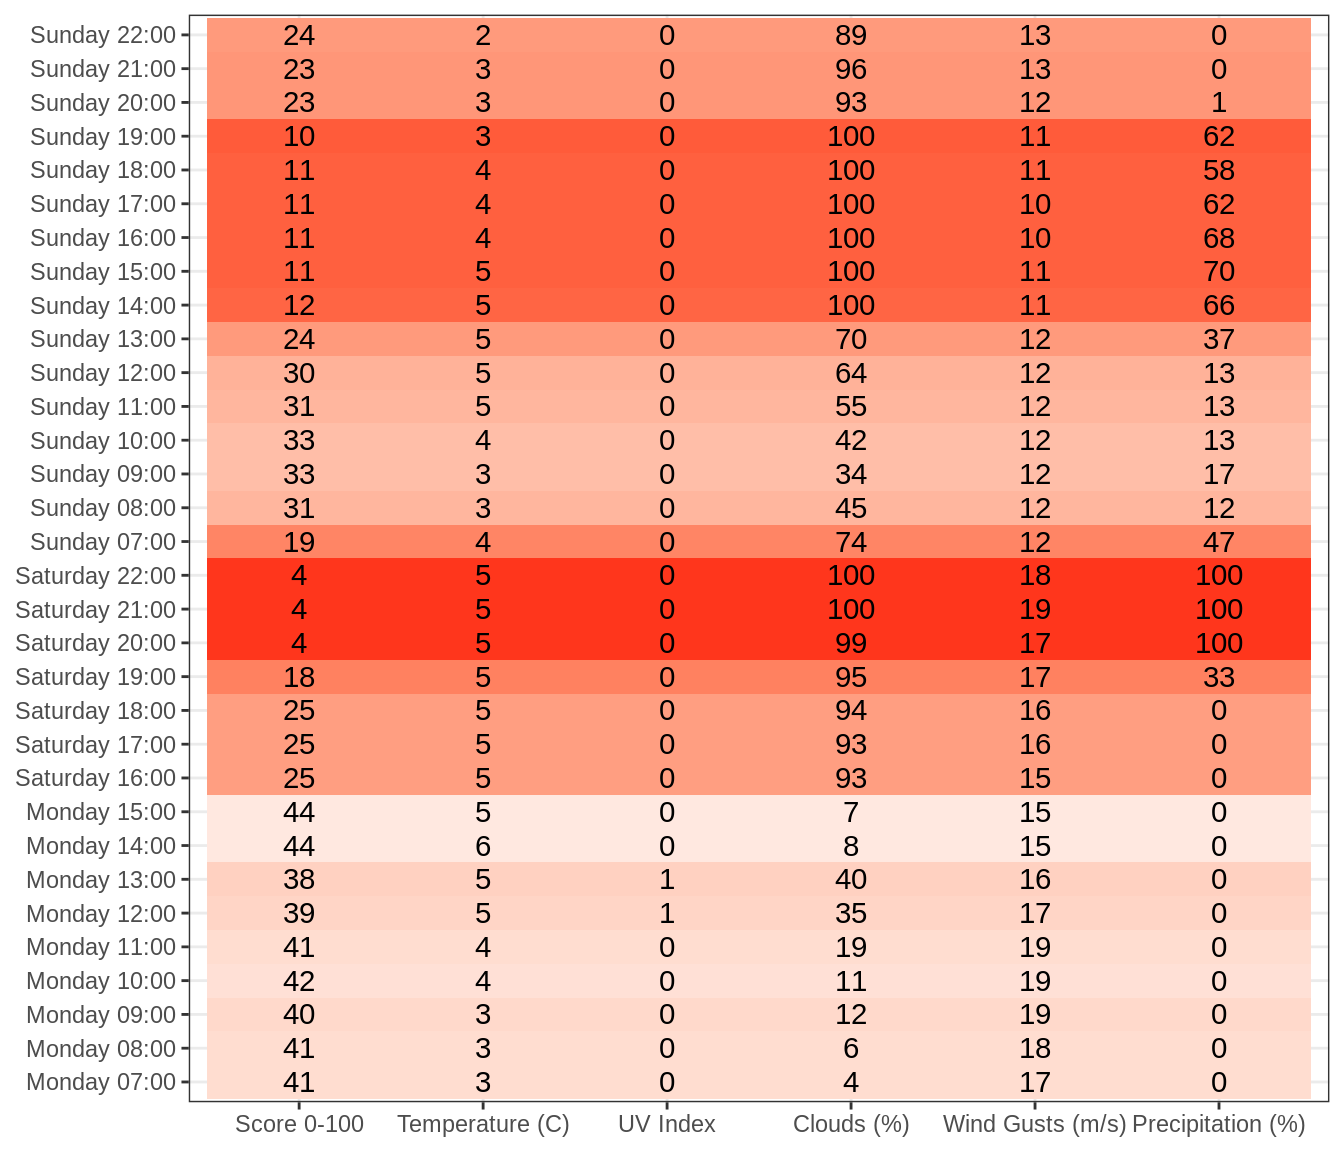 Sunday 22:00 24 2 0 89 13 0
Sunday 21:00 23 3 0 96 13 0
Sunday 20:00 23 3 0 93 12 1
Sunday 19:00 10 3 0 100 11 62
Sunday 18:00 11 4 0 100 11 58
Sunday 17:00 11 4 0 100 10 62
Sunday 16:00 11 4 0 100 10 68
Sunday 15:00 11 5 0 100 11 70
Sunday 14:00 12 5 0 100 11 66
Sunday 13:00 24 5 0 70 12 37
Sunday 12:00 30 5 0 64 12 13
Sunday 11:00 31 5 0 55 12 13
Sunday 10:00 33 4 0 42 12 13
Sunday 09:00 33 3 0 34 12 17
Sunday 08:00 31 3 0 45 12 12
Sunday 07:00 19 4 0 74 12 47
Saturday 22:00 4 5 0 100 18 100
Saturday 21:00 4 5 0 100 19 100
Saturday 20:00 4 5 0 99 17 100
Saturday 19:00 18 5 0 95 17 33
Saturday 18:00 25 5 0 94 16 0
Saturday 17:00 25 5 0 93 16 0
Saturday 16:00 25 5 0 93 15 0
Monday 15:00 44 5 0 7 15 0
Monday 14:00 44 6 0 8 15 0
Monday 13:00 38 5 1 40 16 0
Monday 12:00 39 5 1 35 17 0
Monday 11:00 41 4 0 19 19 0
Monday 10:00 42 4 0 11 19 0
Monday 09:00 40 3 0 12 19 0
Monday 08:00 41 3 0 6 18 0
Monday 07:00 41 3 0 4 17 0
Score 0-100 Temperature (C) UV Index Clouds (%) Wind Gusts (m/s) Precipitation (%)